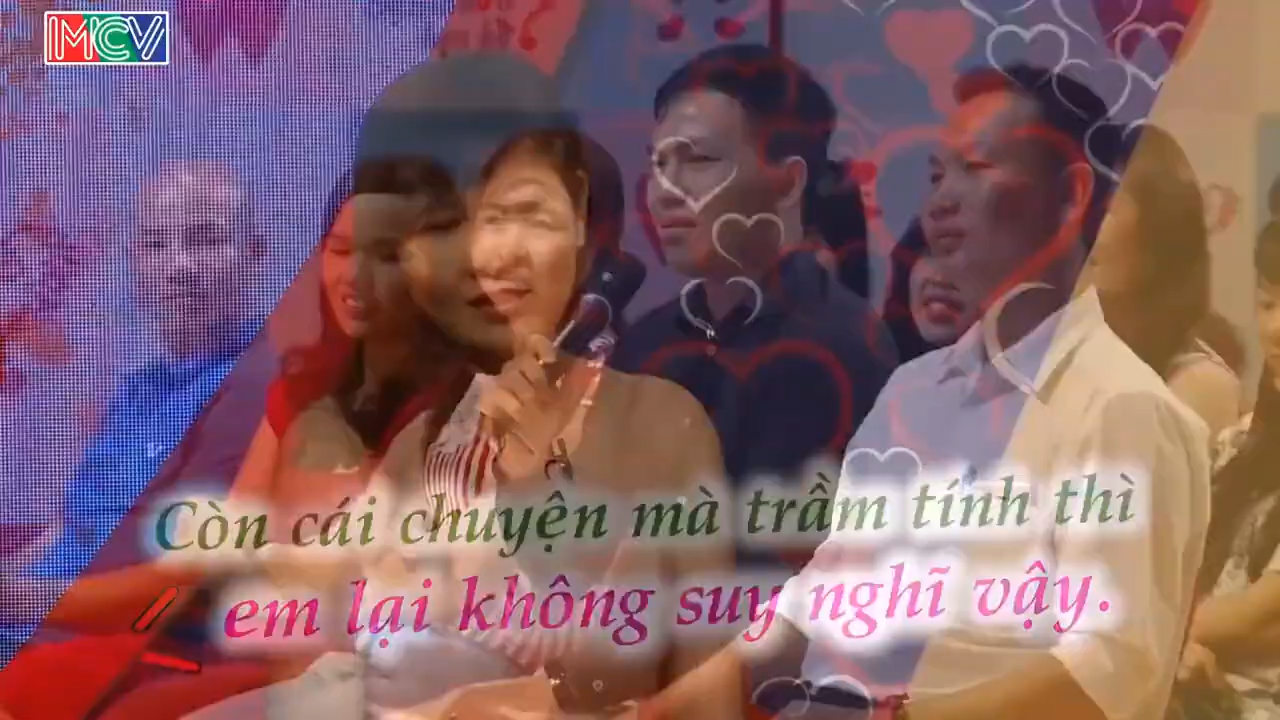 MCV
Còn cái chuyện mà trầm tính thì
em lại không suy nghĩ vậy.